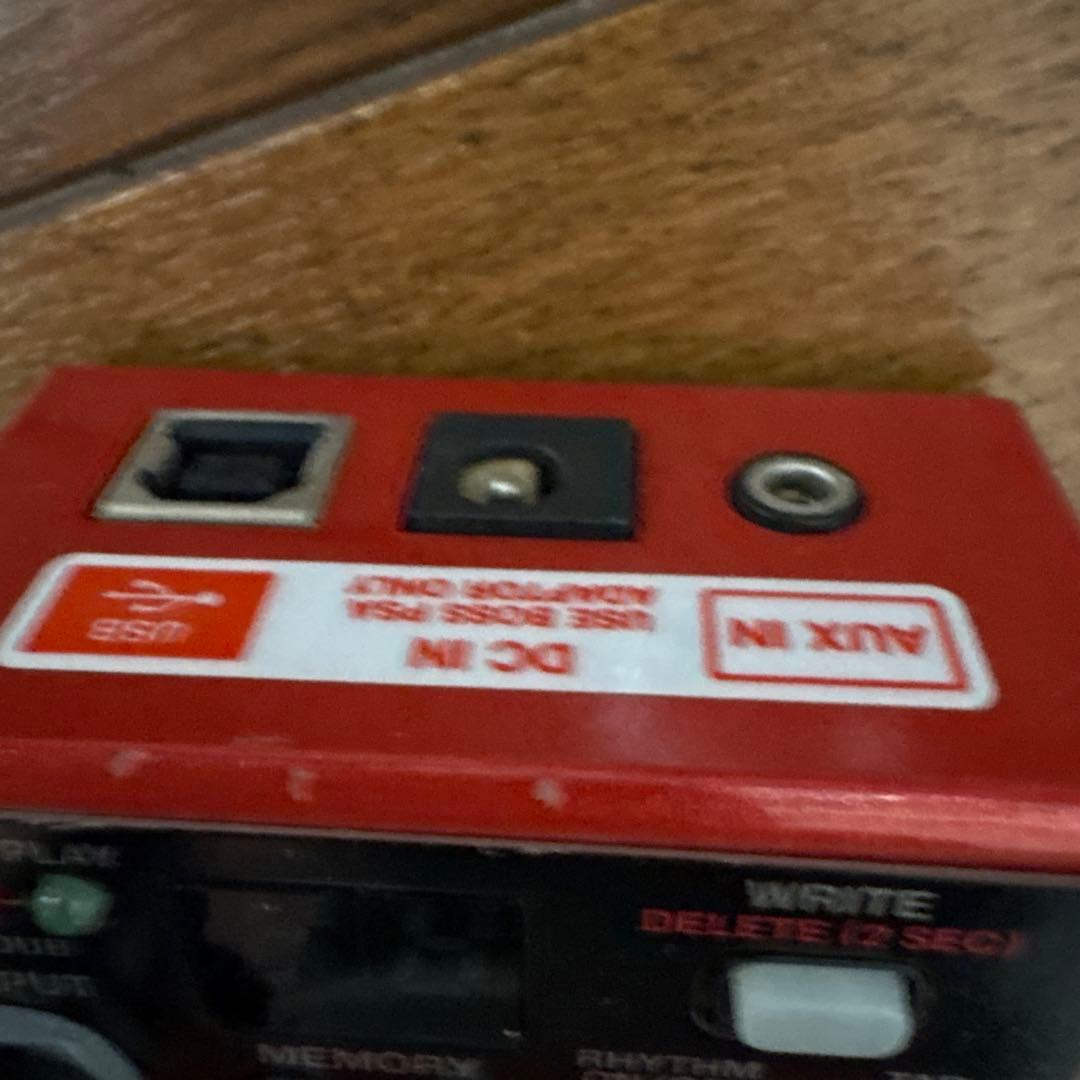 USB
DC IN
USE BOSS PSA
ADAPTOR ONLY
AUX IN
WRITE
DELETE (2 SEC)
MEMORY
RHYTHM